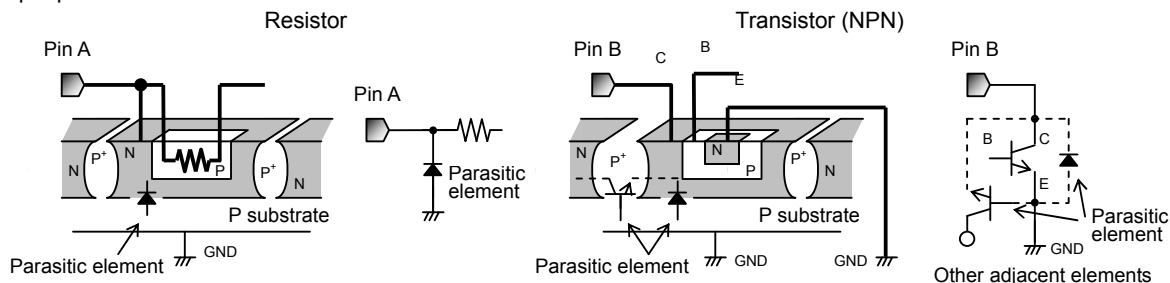 Resistor
Transistor (NPN)
Pin A
Pin A
N
P+
N
P
P+
N
Parasitic element
P substrate
GND
Parasitic element
Pin B
C
B
E
N
P+
N
P
P+
N
P substrate
Parasitic element
GND
GND
Pin B
B
C
E
Parasitic element
GND
Other adjacent elements